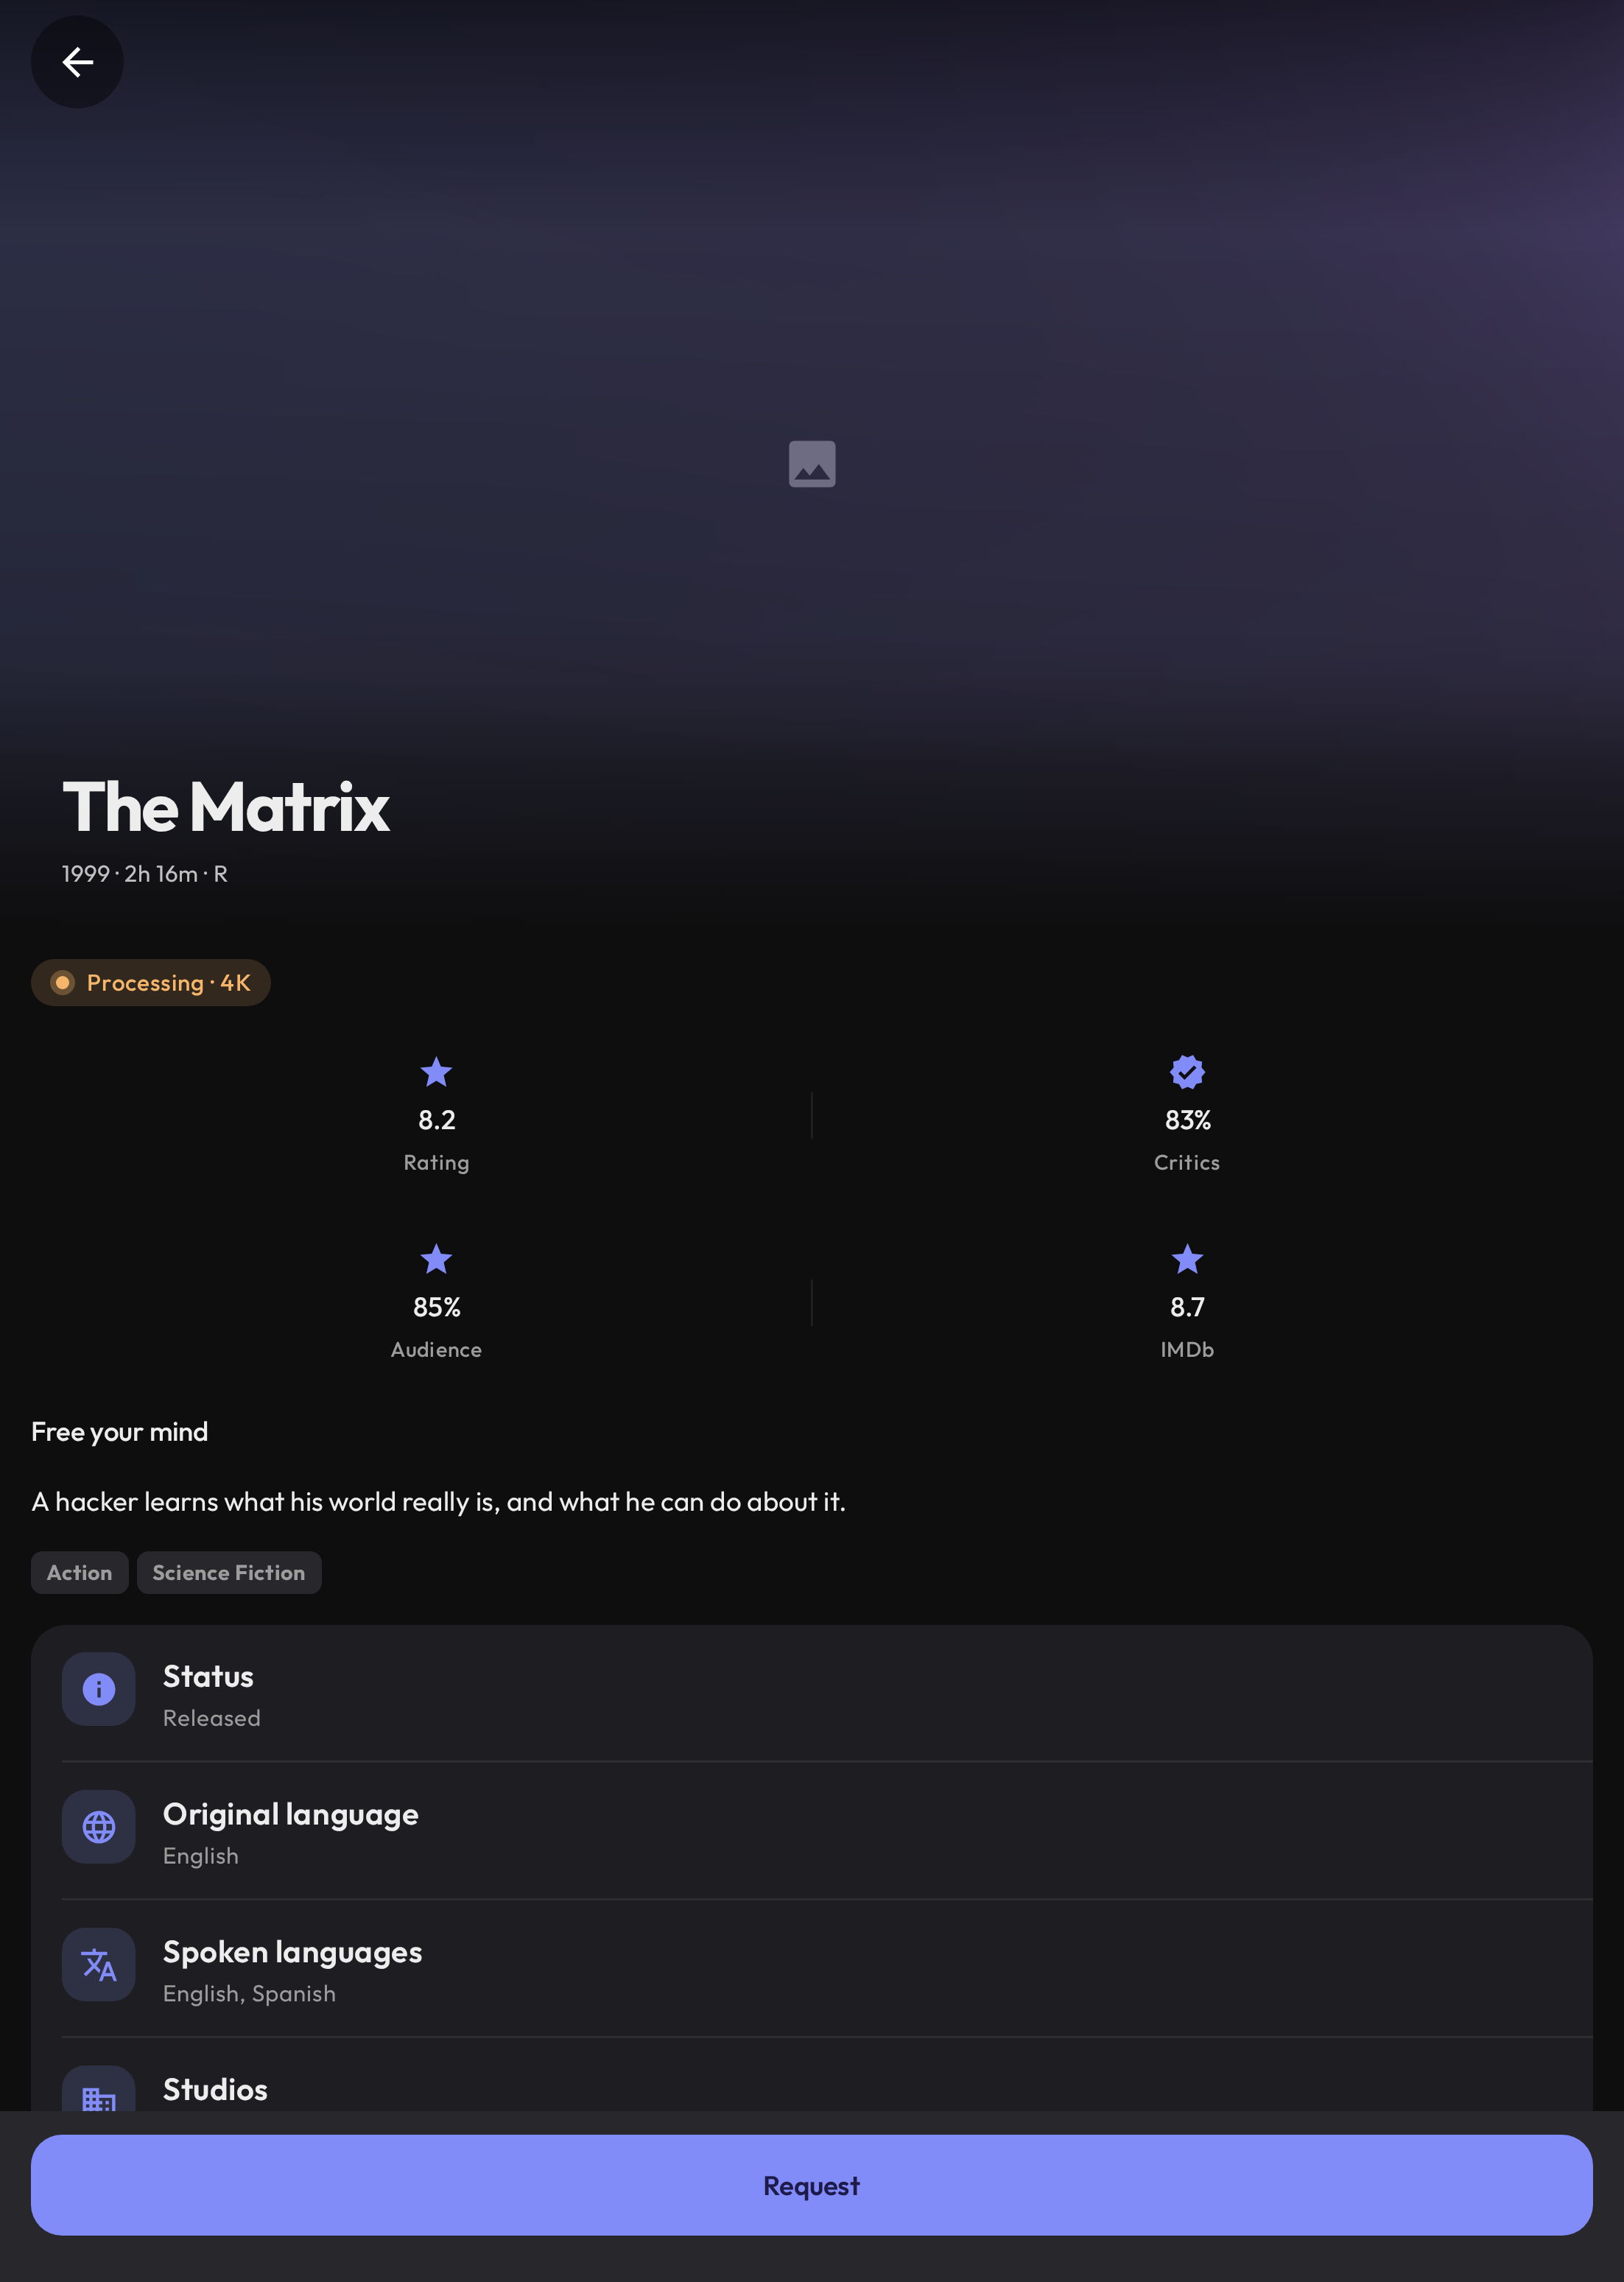 The Matrix
1999 · 2h 16m · R
Processing · 4K
8.2
Rating
83%
Critics
85%
Audience
8.7
IMDb
Free your mind
A hacker learns what his world really is, and what he can do about it.
Action
Science Fiction
Status
Released
Original language
English
Spoken languages
English, Spanish
Studios
Request